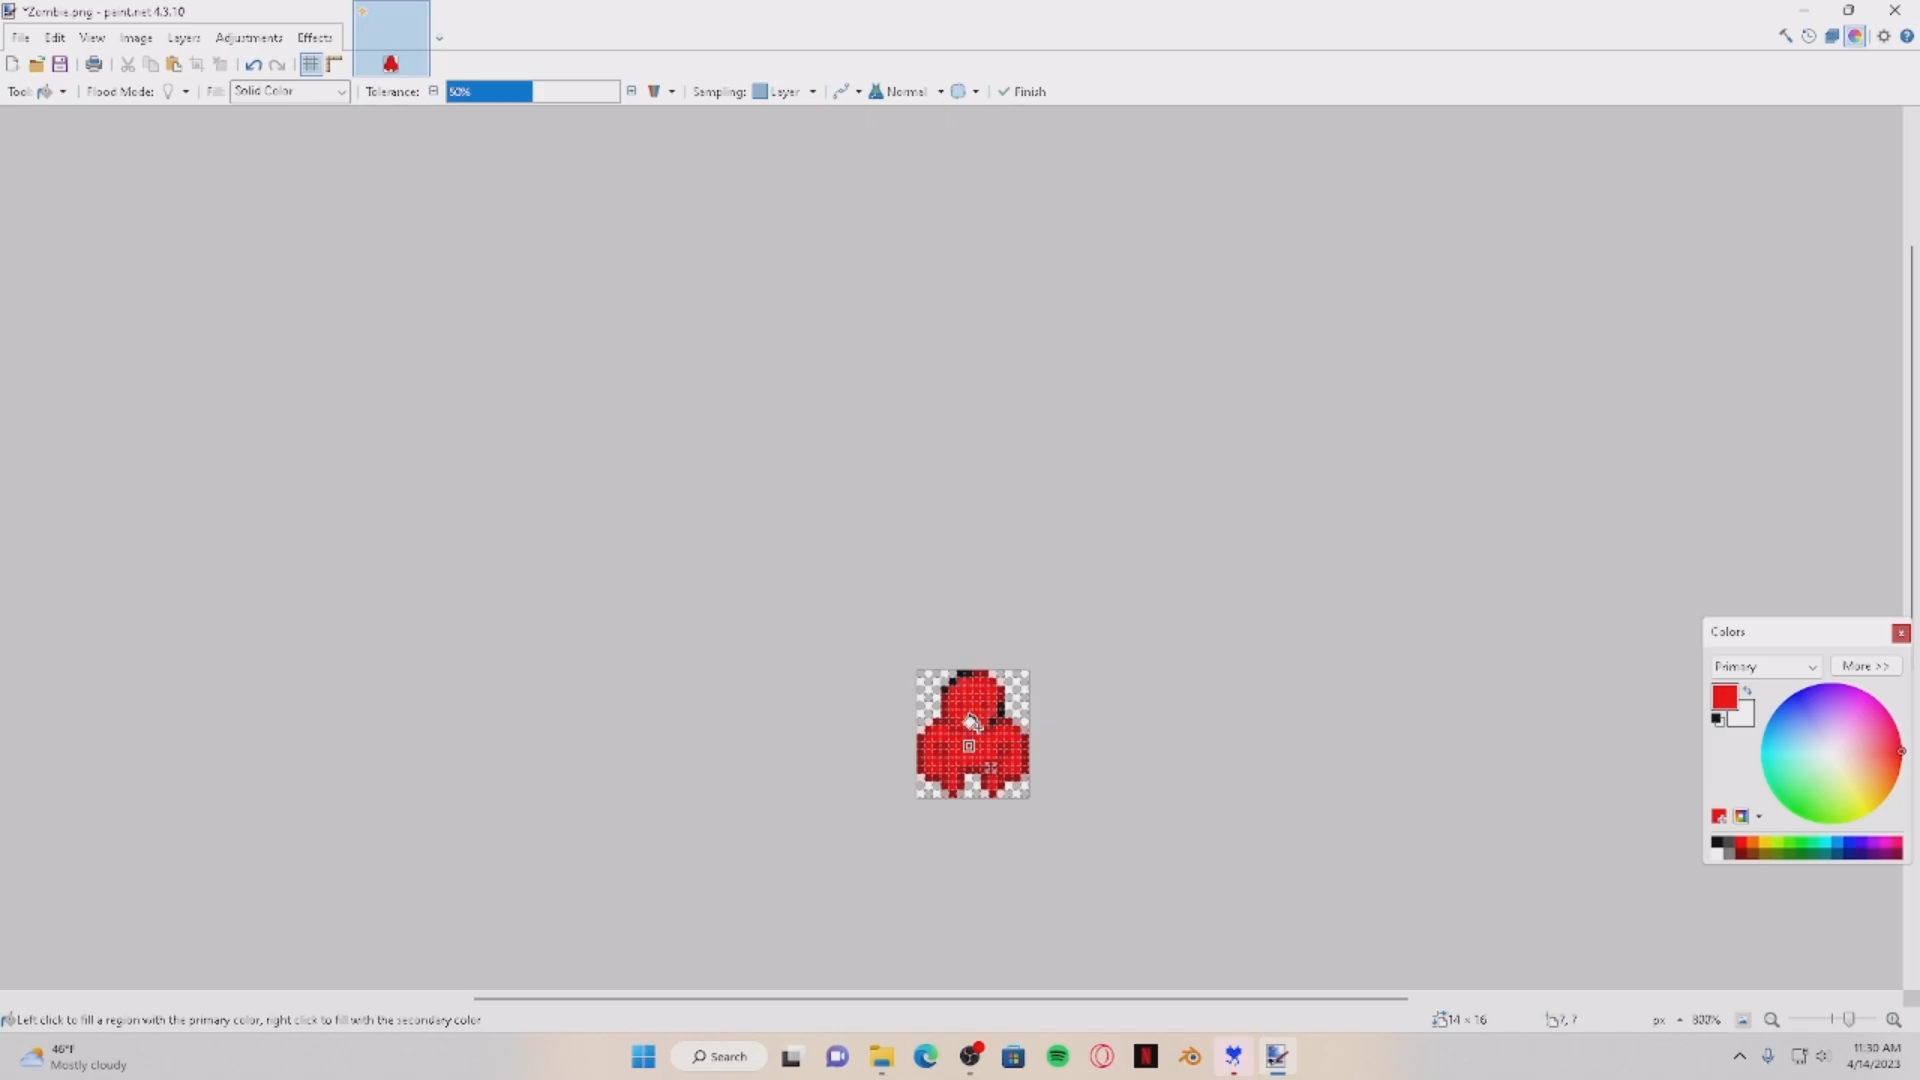 *Zombie.png - paint.net 4.3.10
File Edit View Image Layers Adjustments Effects
Tool: Flood Mode: Fill: Solid Color Tolerance: 50% Sampling: Layer Normal Finish
Colors
Primary More >>
Left click to fill a region with the primary color, right click to fill with the secondary color
14 × 16 7, 7 px 800%
46°F
Mostly cloudy
Search
11:30 AM
4/14/2023